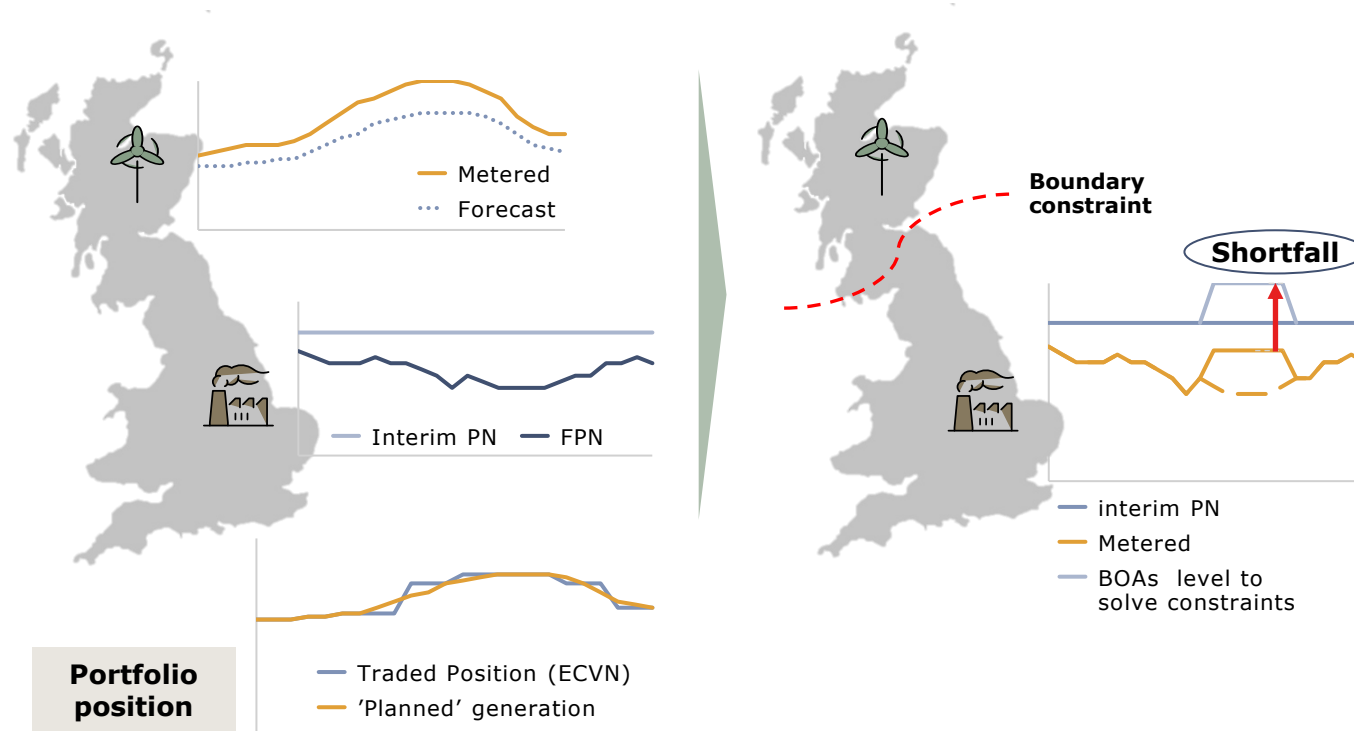 Metered
Forecast
Interim PN
FPN
Portfolio
position
Traded Position (ECVN)
’Planned’ generation
Boundary
constraint
Shortfall
interim PN
Metered
BOAs level to
solve constraints